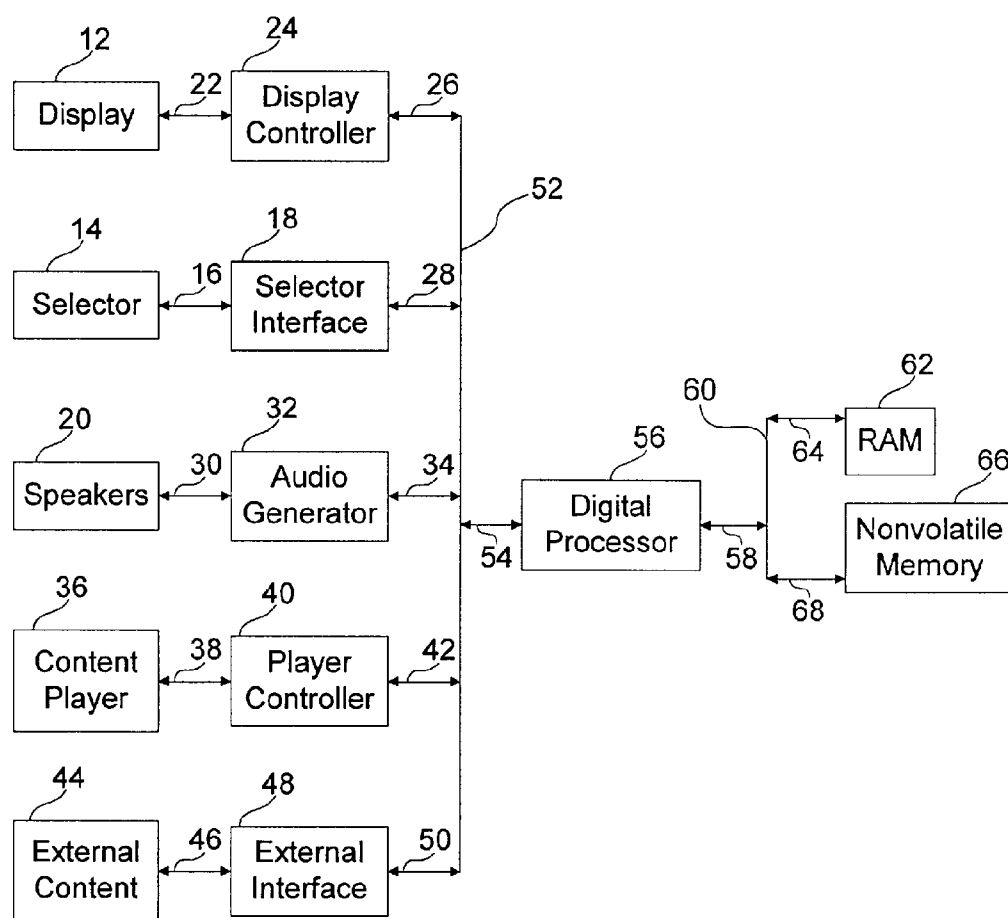 12
24
Display
22
Display
Controller
26
52
14
18
Selector
16
Selector
Interface
28
20
32
Speakers
30
Audio
Generator
34
54
56
Digital
Processor
58
60
62
RAM
64
66
Nonvolatile
Memory
68
36
40
Content
Player
38
Player
Controller
42
44
48
External
Content
46
External
Interface
50